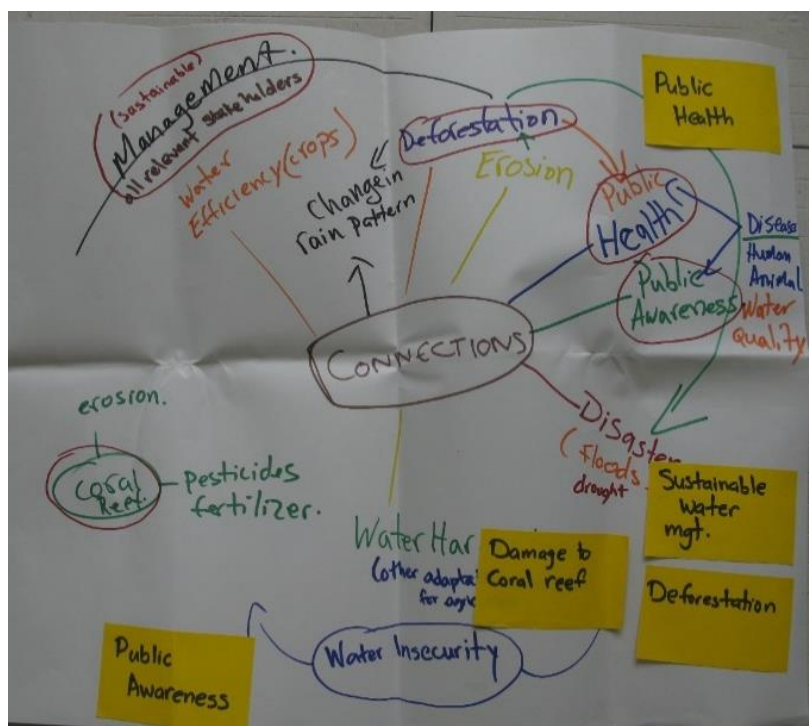 (sustainable)
Management.
all relevant stakeholders
Water
Efficiency (crops)
Change in
rain pattern
Deforestation
Erosion
Public
Health
Public
Health
Disease
Human
Animal
Public
Awareness
Water
quality
CONNECTIONS
Disaster
(Floods
drought
erosion.
Coral
Reef.
pesticides
fertilizer.
Water Har
(other
for
Damage to
Coral reef
Sustainable
water
mgt.
Deforestation
Water Insecurity
Public
Awareness